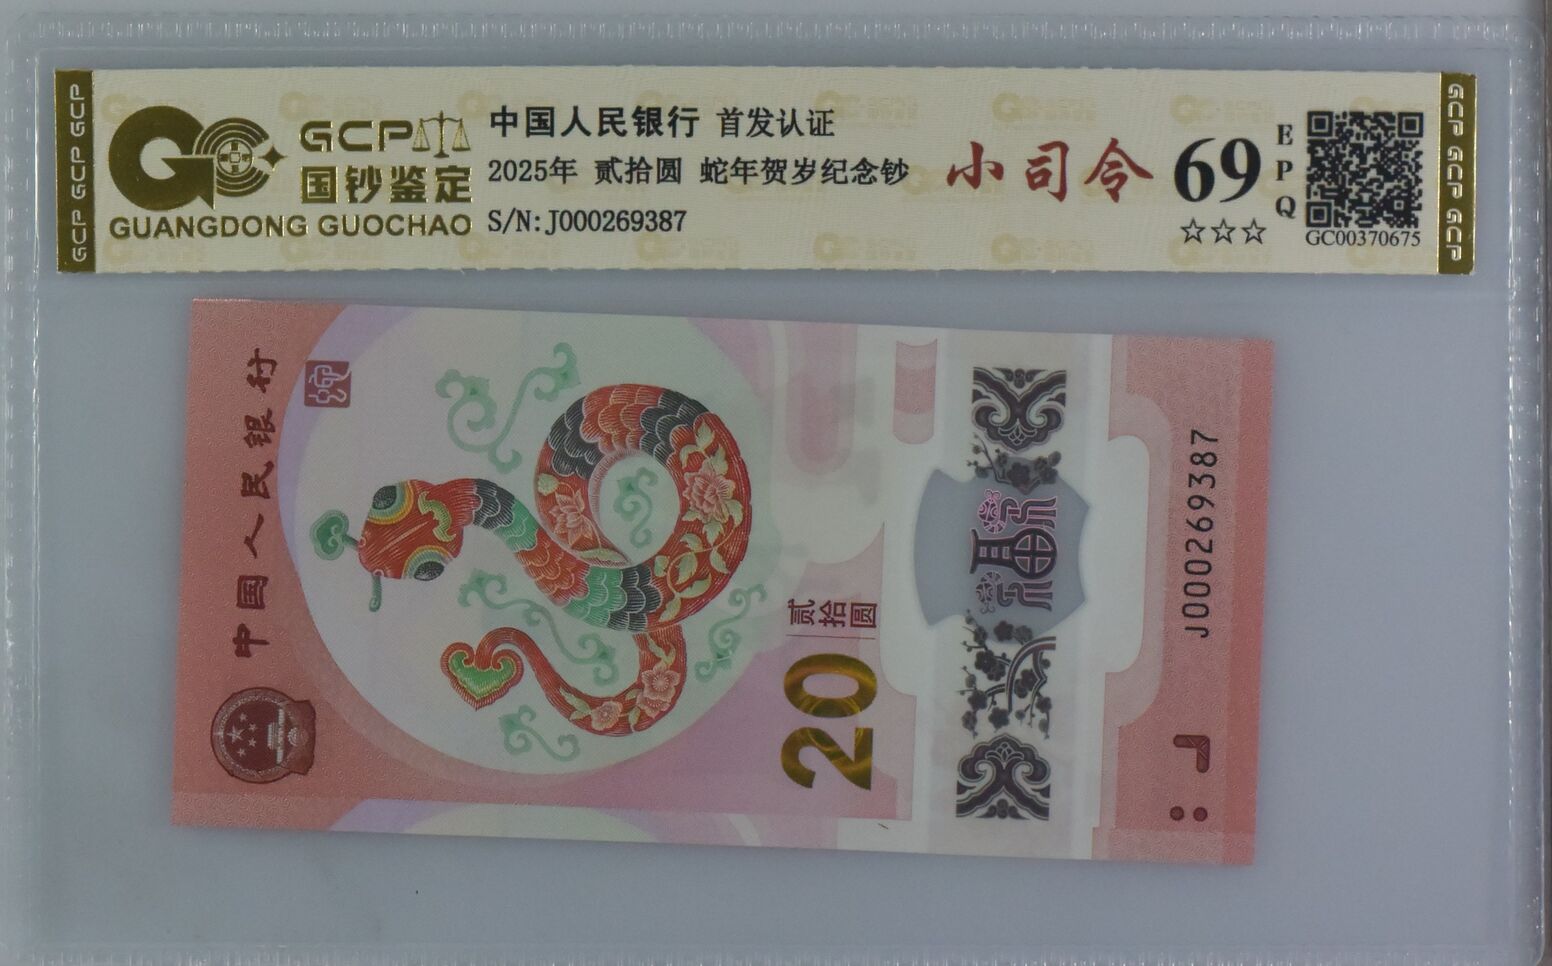 GCP GCP GCP
GCP
国钞鉴定
GUANGDONG GUOCHAO
中国人民银行 首发认证
2025年 贰拾圆 蛇年贺岁纪念钞
S/N:J000269387
小司令
69
EPQ
☆☆☆
GC00370675
GCP GCP GCP
中国人民银行
贰拾圆
20
福
J000269387